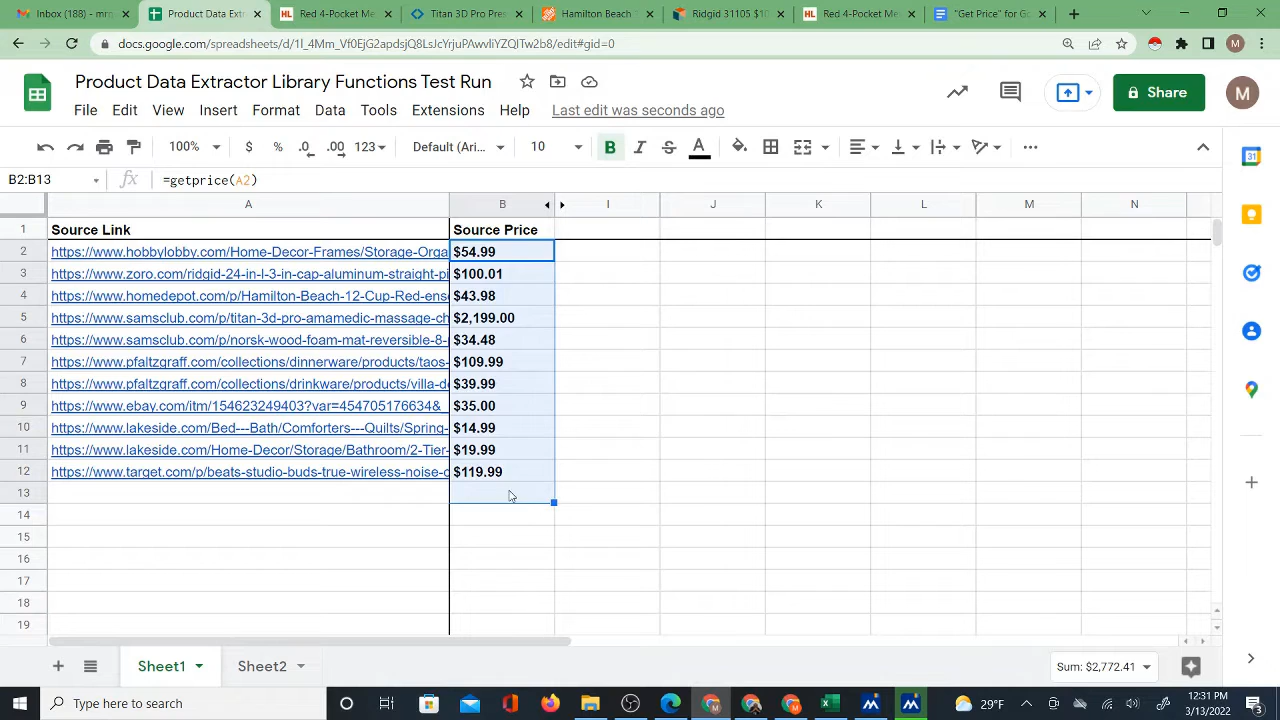 Inbox (188) - mrq
Product Data Extra
Red 4-Pocket Me
Titan 3D Pro Pres
Hamilton Beach
Ridgid 31105 $10
Red 4-Pocket Me
"Get Price" for Go
docs.google.com/spreadsheets/d/
/edit#gid=0
M
Product Data Extractor Library Functions Test Run
Share
M
File Edit View Insert Format Data Tools Extensions Help Last edit was seconds ago
100% $ % .0 .00 123 Default (Ari... 10 B I S A
B2:B13 fx =getprice(A2)
A B I J K L M N
1 Source Link Source Price
2 https://www.hobbylobby.com/Home-Decor-Frames/Storage-Orga $54.99
3 https://www.zoro.com/ridgid-24-in-l-3-in-cap-aluminum-straight-pi $100.01
4 https://www.homedepot.com/p/Hamilton-Beach-12-Cup-Red-ens $43.98
5 https://www.samsclub.com/p/titan-3d-pro-amamedic-massage-ch $2,199.00
6 https://www.samsclub.com/p/norsk-wood-foam-mat-reversible-8- $34.48
7 https://www.pfaltzgraff.com/collections/dinnerware/products/taos- $109.99
8 https://www.pfaltzgraff.com/collections/drinkware/products/villa-de $39.99
9 https://www.ebay.com/itm/154623249403?var=454705176634&_ $35.00
10 https://www.lakeside.com/Bed---Bath/Comforters---Quilts/Spring- $14.99
11 https://www.lakeside.com/Home-Decor/Storage/Bathroom/2-Tier- $19.99
12 https://www.target.com/p/beats-studio-buds-true-wireless-noise-c $119.99
13
14
15
16
17
18
19
Sheet1 Sheet2 Sum: $2,772.41
Type here to search
29°F
12:31 PM
3/13/2022